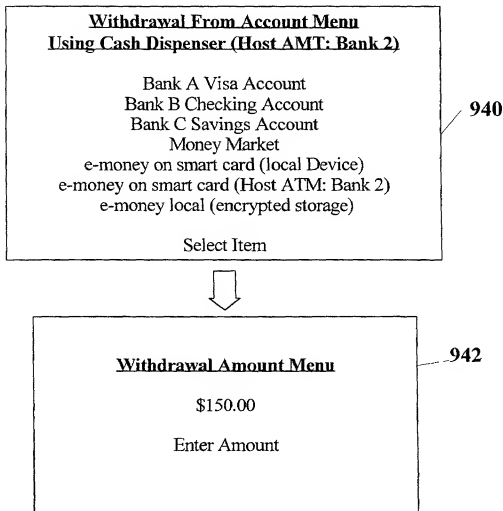 Withdrawal From Account Menu
Using Cash Dispenser (Host AMT: Bank 2)
Bank A Visa Account
Bank B Checking Account
Bank C Savings Account
Money Market
e-money on smart card (local Device)
e-money on smart card (Host ATM: Bank 2)
e-money local (encrypted storage)
Select Item
940
Withdrawal Amount Menu
942
$150.00
Enter Amount